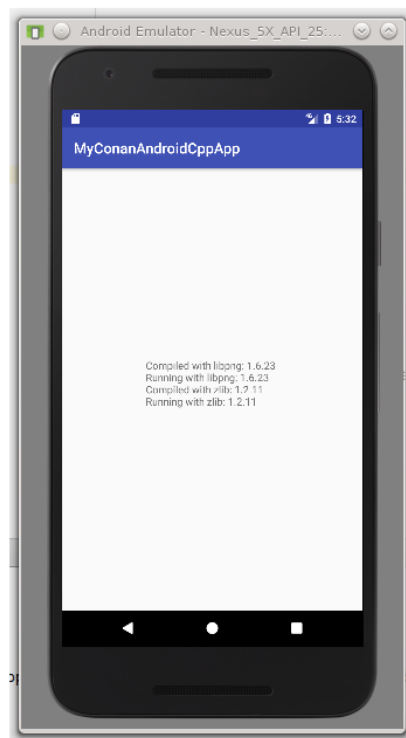 Android Emulator - Nexus_5X_API_25:...
5:32
MyConanAndroidCppApp
Compiled with libpng: 1.6.23
Running with libpng: 1.6.23
Compiled with zlib: 1.2.11
Running with zlib: 1.2.11